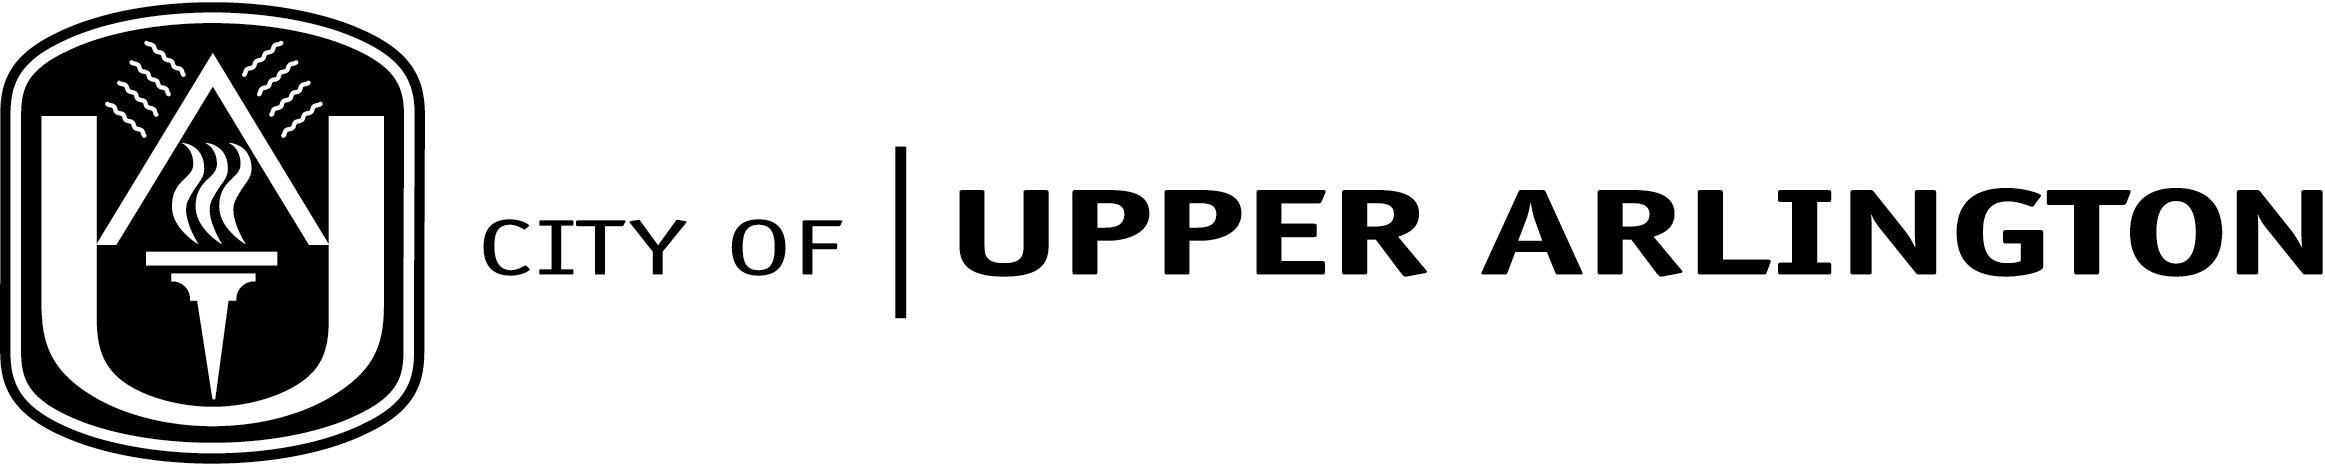 CITY OF | UPPER ARLINGTON